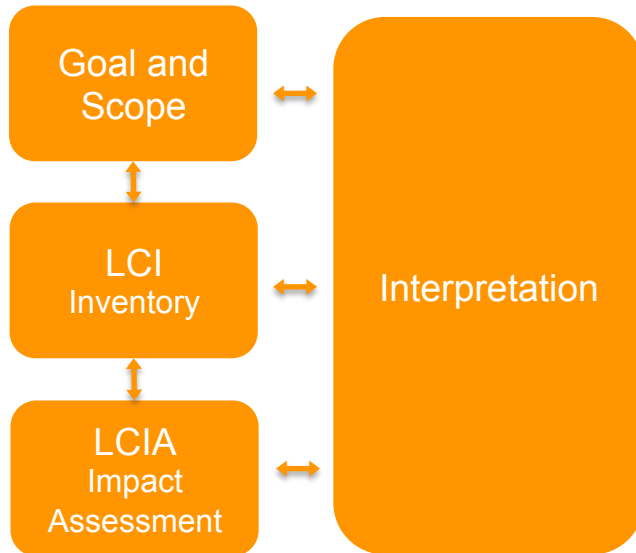 Goal and
Scope
LCI
Inventory
Interpretation
LCIA
Impact
Assessment